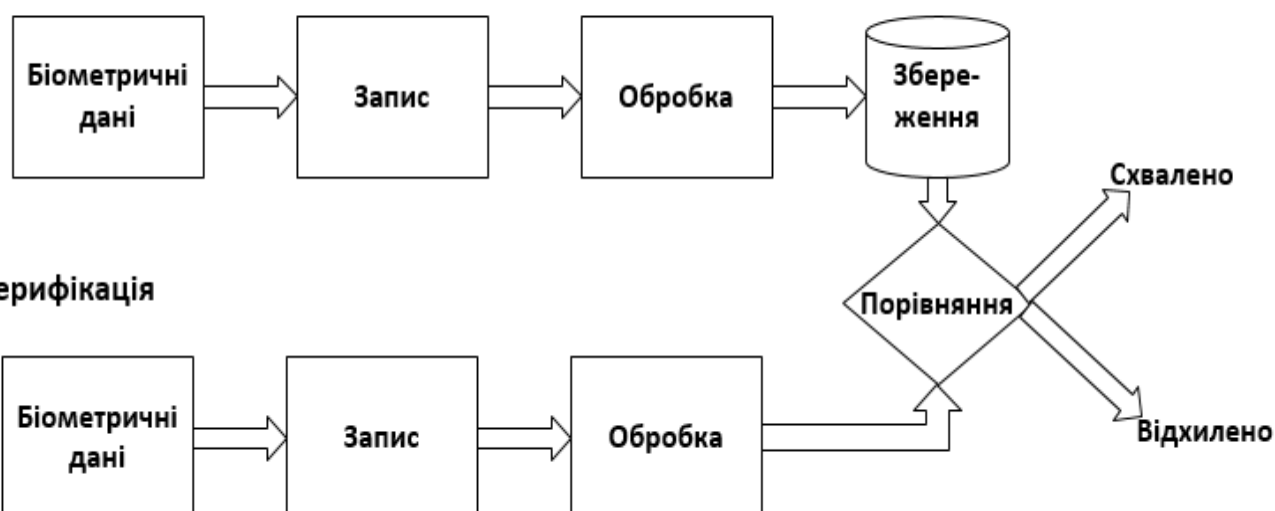 Біометричні
дані
Запис
Обробка
Збере-
ження
Схвалено
ерифікація
Порівняння
Біометричні
дані
Запис
Обробка
Відхилено